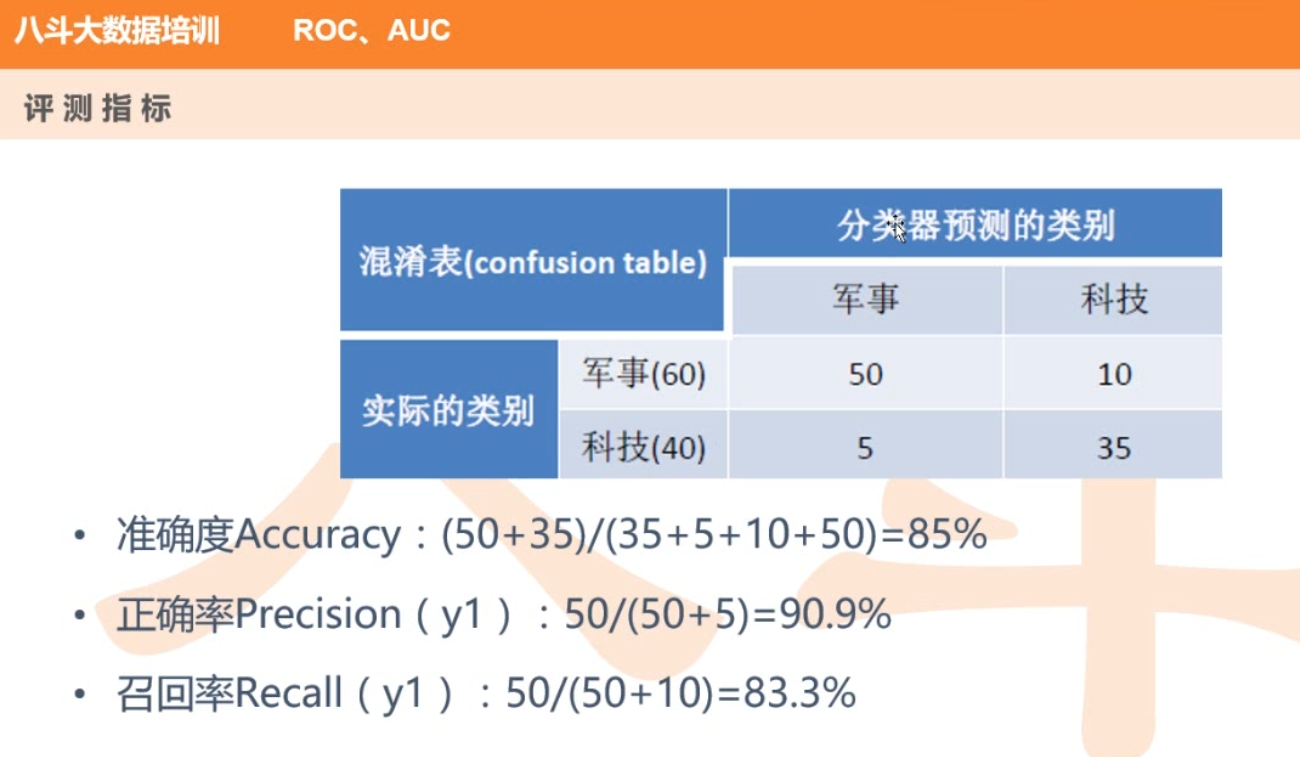 八斗大数据培训 ROC、AUC
评测指标
混淆表(confusion table) 分类器预测的类别
军事 科技
实际的类别 军事(60) 50 10
科技(40) 5 35
• 准确度Accuracy：(50+35)/(35+5+10+50)=85%
• 正确率Precision（y1）：50/(50+5)=90.9%
• 召回率Recall（y1）：50/(50+10)=83.3%
八斗